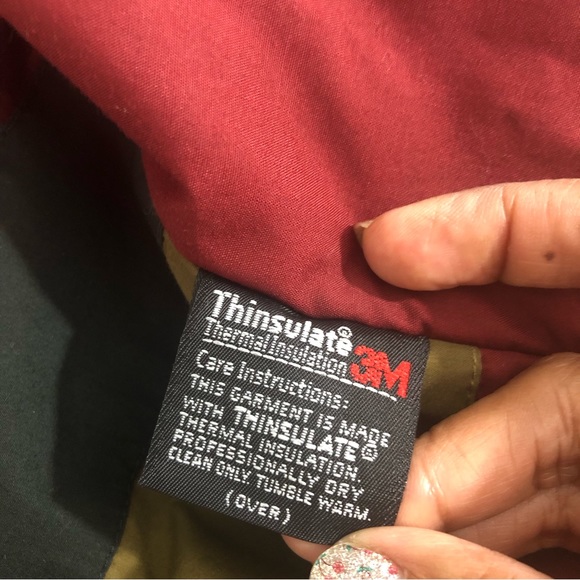 Thinsulate®
Thermal Insulation 3M
Care Instructions:
THIS GARMENT IS MADE
WITH THINSULATE®
THERMAL INSULATION.
PROFESSIONALLY DRY
CLEAN ONLY. TUMBLE WARM.
(OVER)